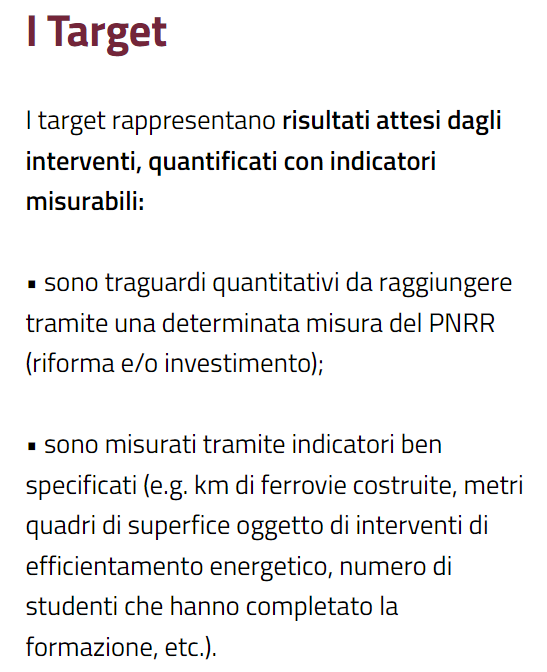 I Target
I target rappresentano risultati attesi dagli
interventi, quantificati con indicatori
misurabili:
▪ sono traguardi quantitativi da raggiungere
tramite una determinata misura del PNRR
(riforma e/o investimento);
▪ sono misurati tramite indicatori ben
specificati (e.g. km di ferrovie costruite, metri
quadri di superfice oggetto di interventi di
efficientamento energetico, numero di
studenti che hanno completato la
formazione, etc.).